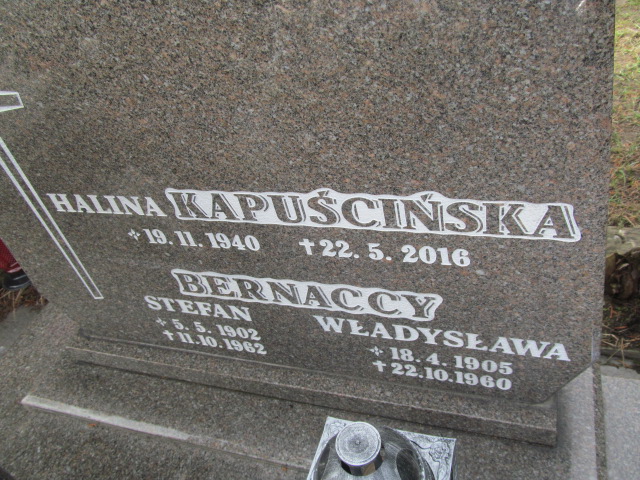 HALINA KAPUŚCIŃSKA
+19.11.1940 †22.5.2016
BERNACCY
STEFAN
+5.5.1902
†11.10.1962
WŁADYSŁAWA
+18.4.1905
†22.10.1960